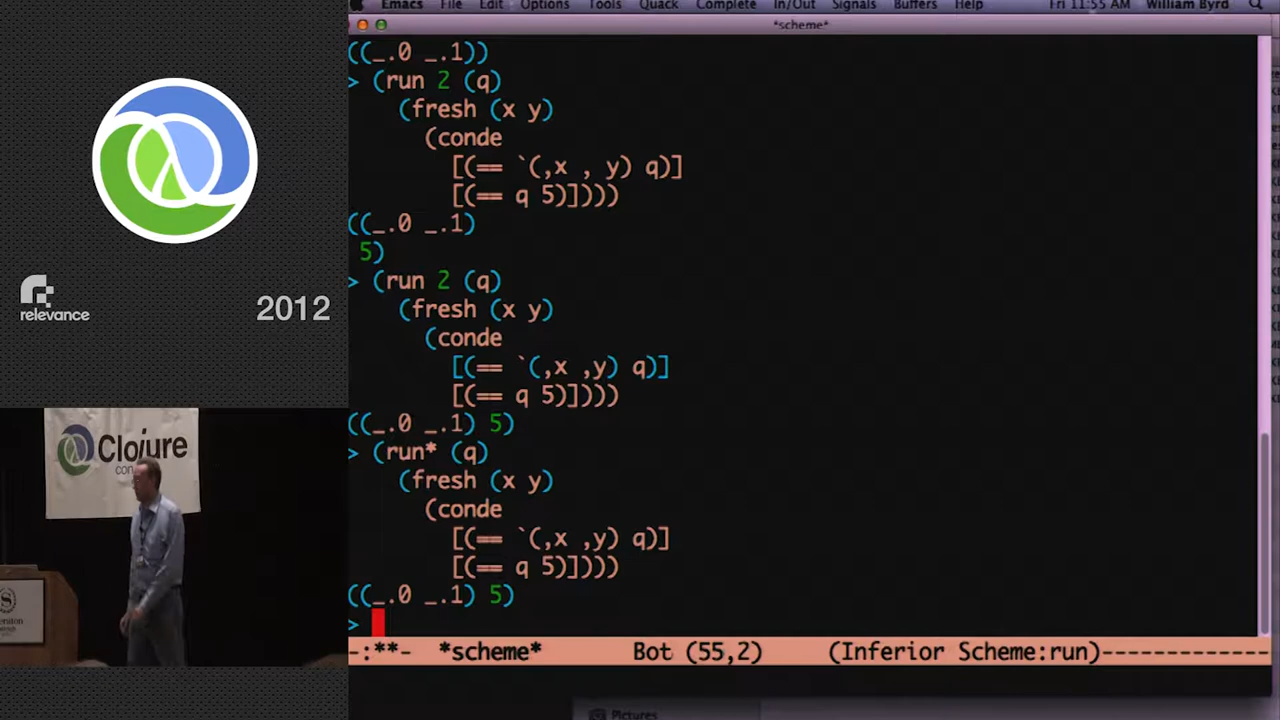 Emacs File Edit Options Tools Quack Complete In/Out Signals Buffers Help Fri 11:55 AM William Byrd
*scheme*
((_.0 _.1))
> (run 2 (q)
(fresh (x y)
(conde
[(== `(,x , y) q)]
[(== q 5)])))
((_.0 _.1)
5)
> (run 2 (q)
(fresh (x y)
(conde
[(== `(,x ,y) q)]
[(== q 5)])))
((_.0 _.1) 5)
> (run* (q)
(fresh (x y)
(conde
[(== `(,x ,y) q)]
[(== q 5)])))
((_.0 _.1) 5)
>
-:**- *scheme* Bot (55,2) (Inferior Scheme:run)-------------
Pictures
relevance
2012
Clojure